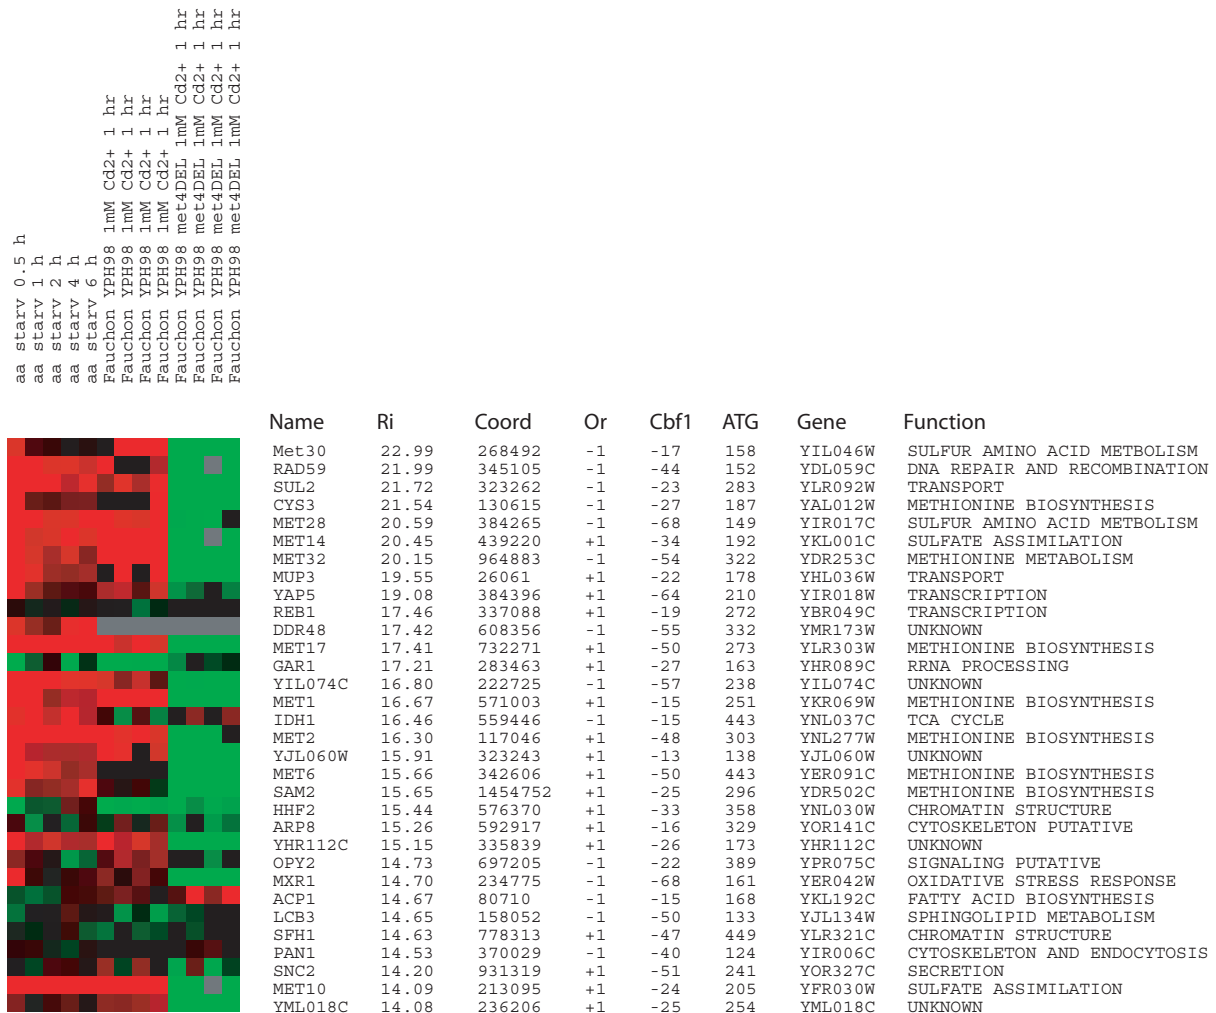 aa starv 0.5 h
aa starv 1 h
aa starv 2 h
aa starv 4 h
aa starv 6 h
Fauchon YPH98 1mM Cd2+ 1 hr
Fauchon YPH98 1mM Cd2+ 1 hr
Fauchon YPH98 1mM Cd2+ 1 hr
Fauchon YPH98 1mM Cd2+ 1 hr
Fauchon YPH98 met4DEL 1mM Cd2+ 1 hr
Fauchon YPH98 met4DEL 1mM Cd2+ 1 hr
Fauchon YPH98 met4DEL 1mM Cd2+ 1 hr
Fauchon YPH98 met4DEL 1mM Cd2+ 1 hr
Name Ri Coord Or Cbf1 ATG Gene Function
Met30 22.99 268492 -1 -17 158 YIL046W SULFUR AMINO ACID METBOLISM
RAD59 21.99 345105 -1 -44 152 YDL059C DNA REPAIR AND RECOMBINATION
SUL2 21.72 323262 -1 -23 283 YLR092W TRANSPORT
CYS3 21.54 130615 -1 -27 187 YAL012W METHIONINE BIOSYNTHESIS
MET28 20.59 384265 -1 -68 149 YIR017C SULFUR AMINO ACID METBOLISM
MET14 20.45 439220 +1 -34 192 YKL001C SULFATE ASSIMILATION
MET32 20.15 964883 -1 -54 322 YDR253C METHIONINE METABOLISM
MUP3 19.55 26061 +1 -22 178 YHL036W TRANSPORT
YAP5 19.08 384396 +1 -64 210 YIR018W TRANSCRIPTION
REB1 17.46 337088 +1 -19 272 YBR049C TRANSCRIPTION
DDR48 17.42 608356 -1 -55 332 YMR173W UNKNOWN
MET17 17.41 732271 +1 -50 273 YLR303W METHIONINE BIOSYNTHESIS
GAR1 17.21 283463 +1 -27 163 YHR089C RRNA PROCESSING
YIL074C 16.80 222725 -1 -57 238 YIL074C UNKNOWN
MET1 16.67 571003 +1 -15 251 YKR069W METHIONINE BIOSYNTHESIS
IDH1 16.46 559446 -1 -15 443 YNL037C TCA CYCLE
MET2 16.30 117046 +1 -48 303 YNL277W METHIONINE BIOSYNTHESIS
YJL060W 15.91 323243 +1 -13 138 YJL060W UNKNOWN
MET6 15.66 342606 +1 -50 443 YER091C METHIONINE BIOSYNTHESIS
SAM2 15.65 1454752 +1 -25 296 YDR502C METHIONINE BIOSYNTHESIS
HHF2 15.44 576370 +1 -33 358 YNL030W CHROMATIN STRUCTURE
ARP8 15.26 592917 +1 -16 329 YOR141C CYTOSKELETON PUTATIVE
YHR112C 15.15 335839 +1 -26 173 YHR112C UNKNOWN
OPY2 14.73 697205 -1 -22 389 YPR075C SIGNALING PUTATIVE
MXR1 14.70 234775 -1 -68 161 YER042W OXIDATIVE STRESS RESPONSE
ACP1 14.67 80710 -1 -15 168 YKL192C FATTY ACID BIOSYNTHESIS
LCB3 14.65 158052 -1 -50 133 YJL134W SPHINGOLIPID METABOLISM
SFH1 14.63 778313 +1 -47 449 YLR321C CHROMATIN STRUCTURE
PAN1 14.53 370029 -1 -40 124 YIR006C CYTOSKELETON AND ENDOCYTOSIS
SNC2 14.20 931319 +1 -51 241 YOR327C SECRETION
MET10 14.09 213095 +1 -24 205 YFR030W SULFATE ASSIMILATION
YML018C 14.08 236206 +1 -25 254 YML018C UNKNOWN